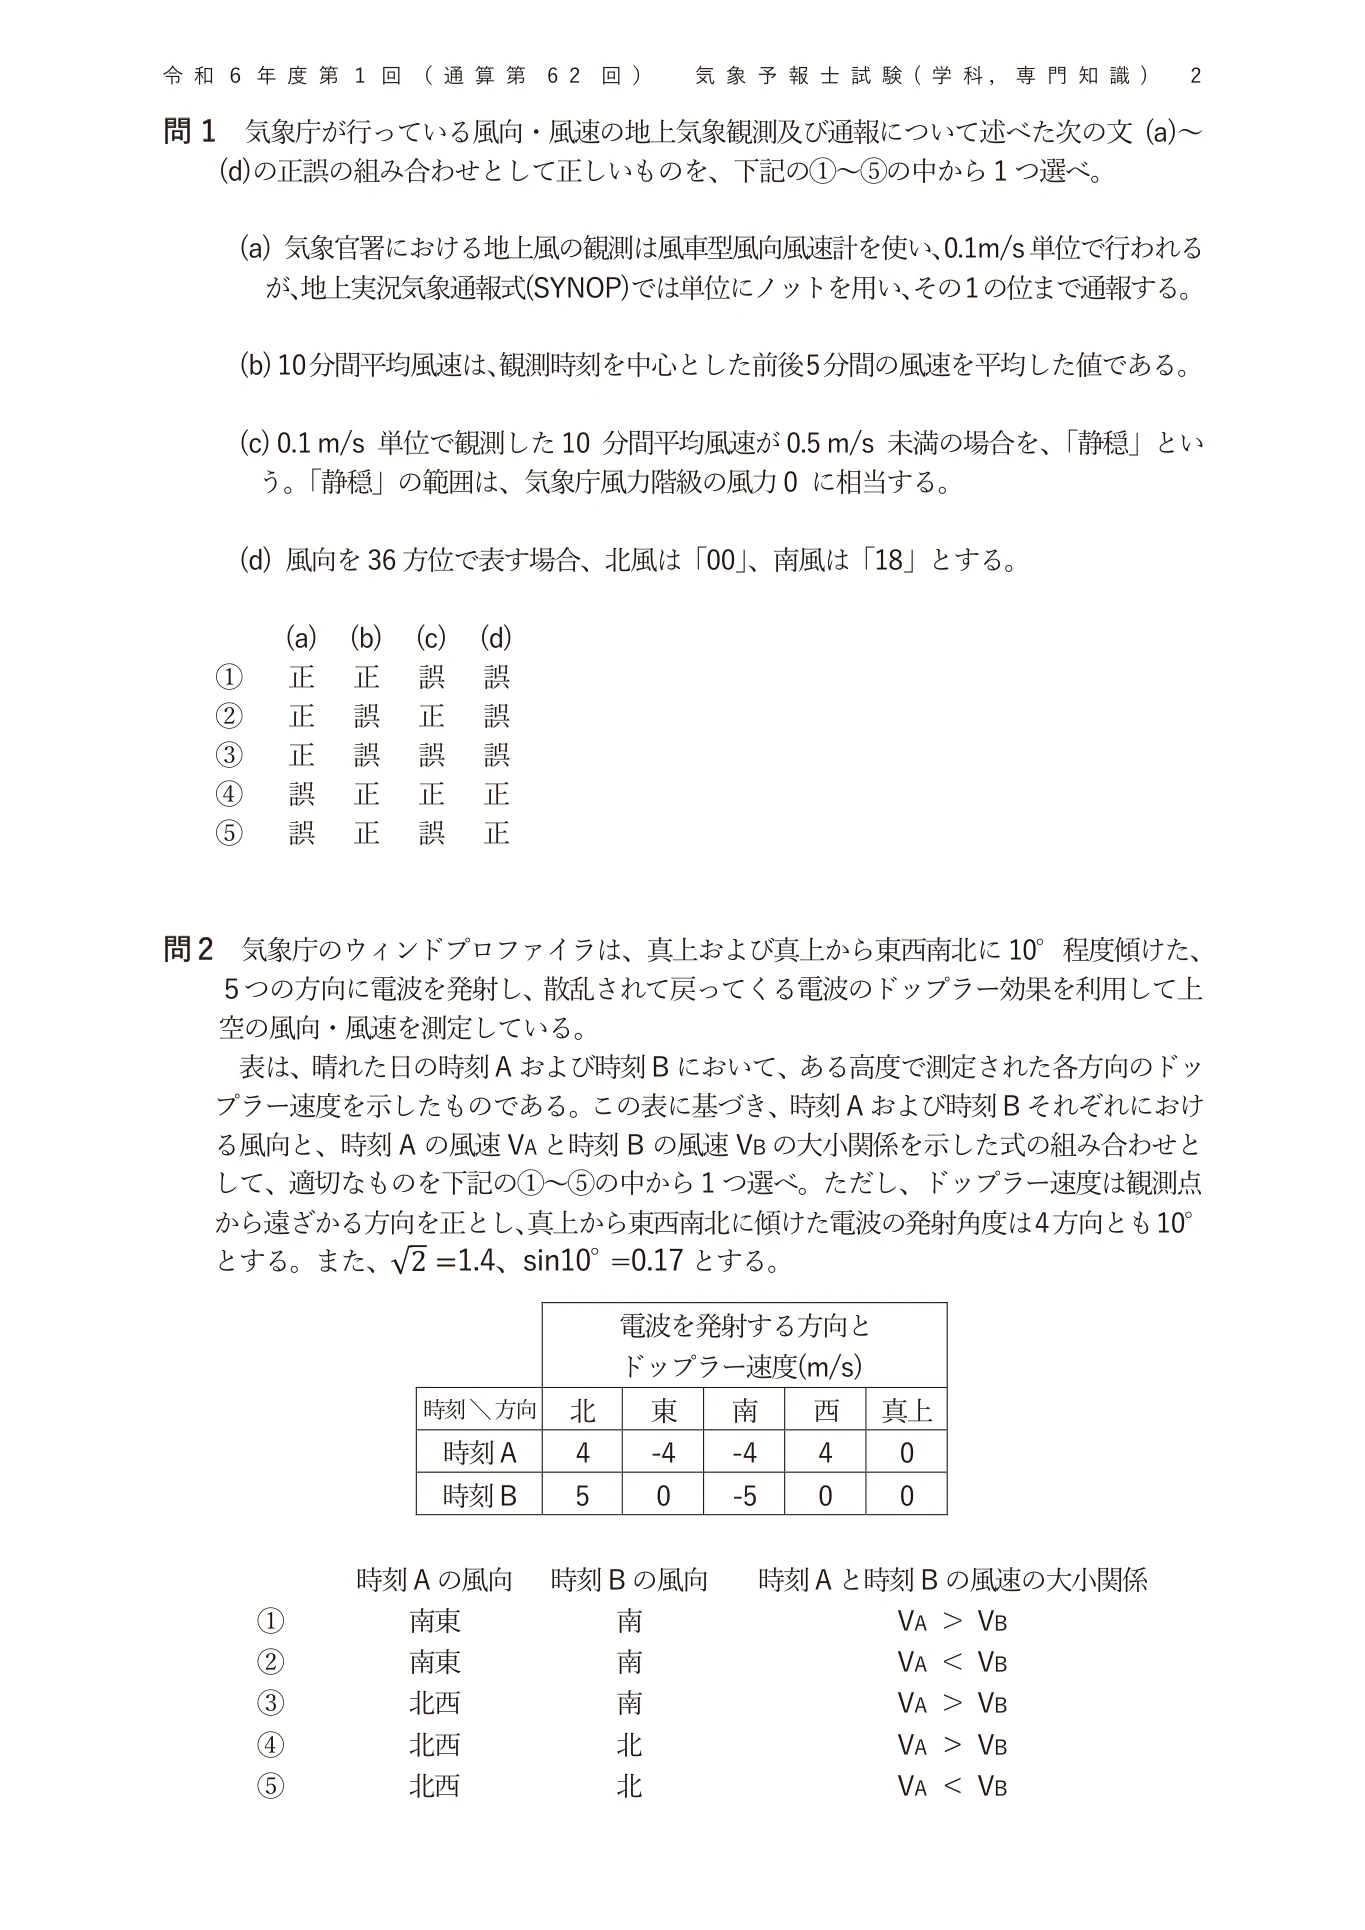 令和6年度第1回(通算第62回) 気象予報士試験(学科, 専門知識) 2
問1 気象庁が行っている風向・風速の地上気象観測及び通報について述べた次の文 (a)～
(d)の正誤の組み合わせとして正しいものを、下記の①～⑤の中から1つ選べ。
(a) 気象官署における地上風の観測は風車型風向風速計を使い、0.1m/s単位で行われる
が、地上実況気象通報式(SYNOP)では単位にノットを用い、その1の位まで通報する。
(b) 10分間平均風速は、観測時刻を中心とした前後5分間の風速を平均した値である。
(c) 0.1 m/s 単位で観測した10 分間平均風速が0.5 m/s 未満の場合を、「静穏」とい
う。「静穏」の範囲は、気象庁風力階級の風力0 に相当する。
(d) 風向を36方位で表す場合、北風は「00」、南風は「18」とする。
(a) (b) (c) (d)
① 正 正 誤 誤
② 正 誤 正 誤
③ 正 誤 誤 誤
④ 誤 正 正 正
⑤ 誤 正 誤 正
問2 気象庁のウィンドプロファイラは、真上および真上から東西南北に10° 程度傾けた、
5つの方向に電波を発射し、散乱されて戻ってくる電波のドップラー効果を利用して上
空の風向・風速を測定している。
表は、晴れた日の時刻Aおよび時刻Bにおいて、ある高度で測定された各方向のドッ
プラー速度を示したものである。この表に基づき、時刻Aおよび時刻Bそれぞれにおけ
る風向と、時刻Aの風速VAと時刻Bの風速VBの大小関係を示した式の組み合わせと
して、適切なものを下記の①～⑤の中から1つ選べ。ただし、ドップラー速度は観測点
から遠ざかる方向を正とし、真上から東西南北に傾けた電波の発射角度は4方向とも10°
とする。また、√2 =1.4、sin10° =0.17とする。
電波を発射する方向と
ドップラー速度(m/s)
時刻＼方向 北 東 南 西 真上
時刻A 4 -4 -4 4 0
時刻B 5 0 -5 0 0
時刻Aの風向 時刻Bの風向 時刻Aと時刻Bの風速の大小関係
① 南東 南 VA > VB
② 南東 南 VA < VB
③ 北西 南 VA > VB
④ 北西 北 VA > VB
⑤ 北西 北 VA < VB